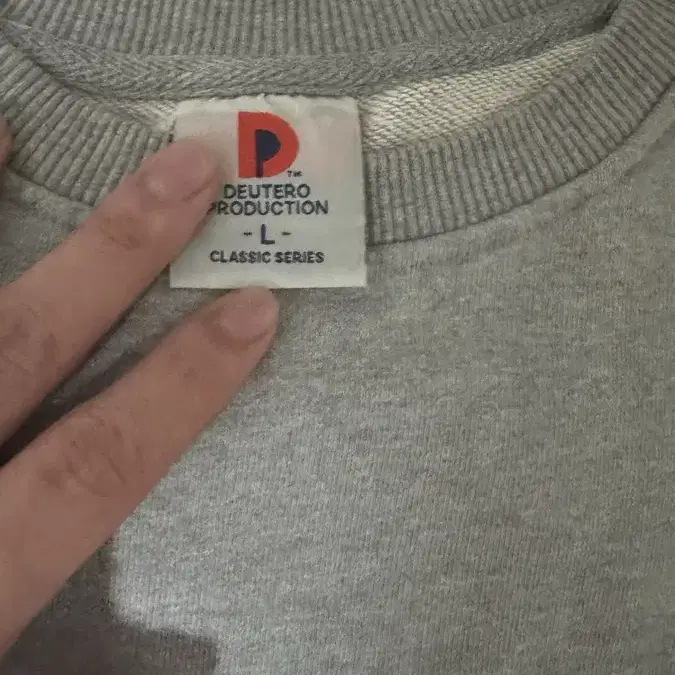 DP
TM
DEUTERO
PRODUCTION
- L -
CLASSIC SERIES